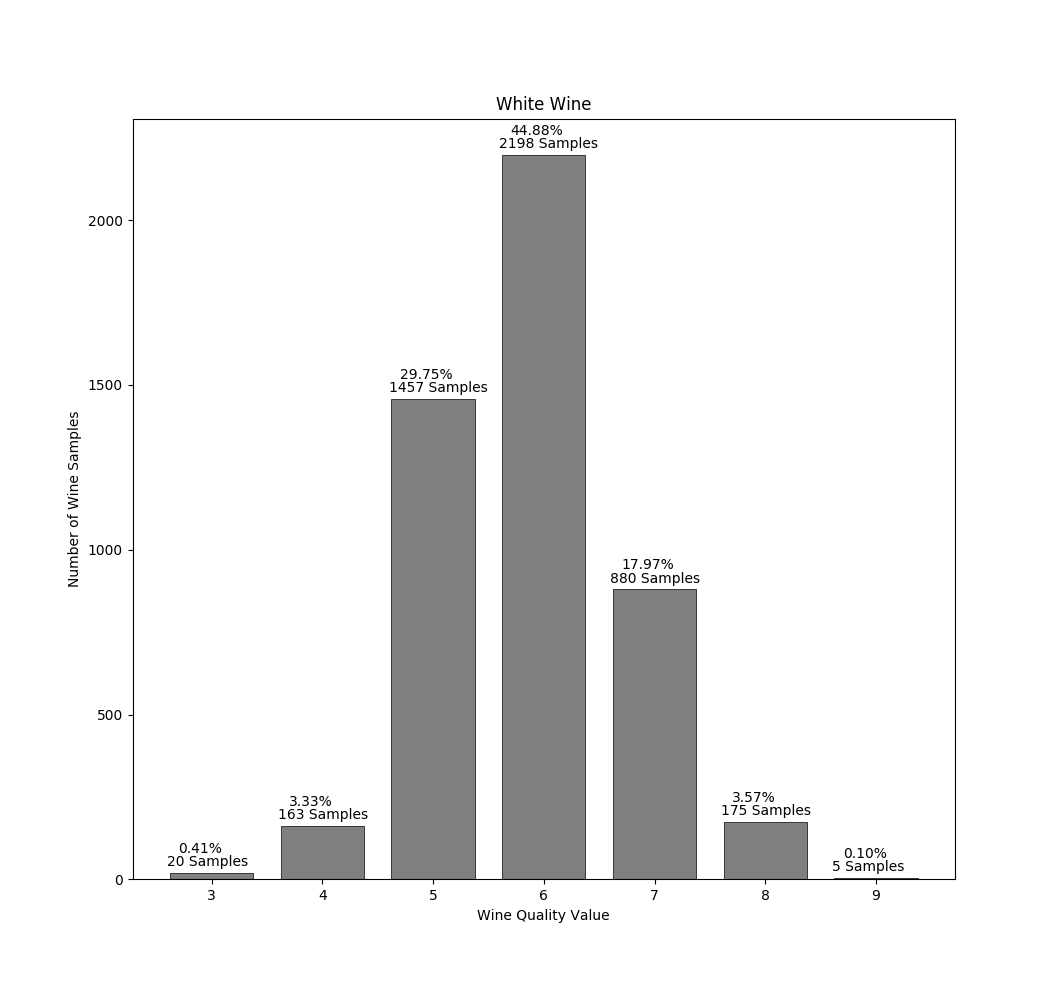 White Wine
44.88%
2198 Samples
2000
29.75%
1457 Samples
1500
17.97%
880 Samples
1000
Number of Wine Samples
500
3.57%
175 Samples
3.33%
163 Samples
0.41%
20 Samples
0.10%
5 Samples
0
3 4 5 6 7 8 9
Wine Quality Value